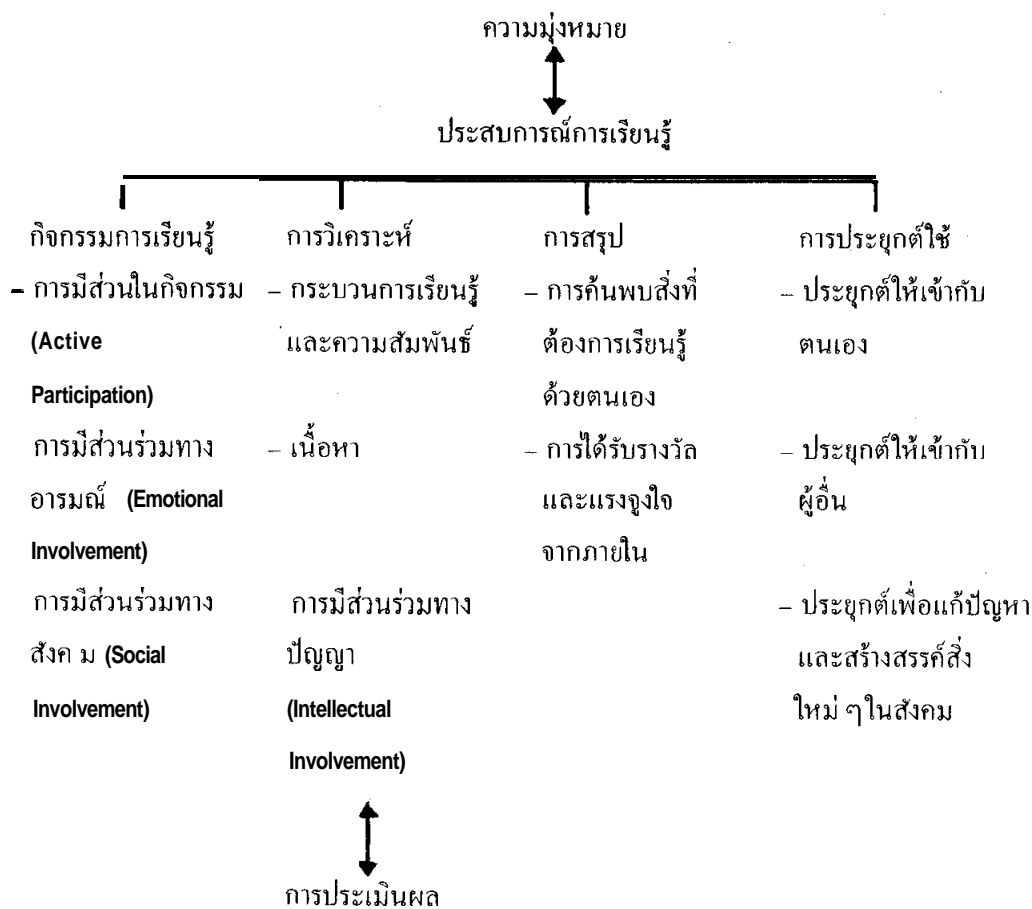 ความมุ่งหมาย
ประสบการณ์การเรียนรู้
กิจกรรมการเรียนรู้
– การมีส่วนในกิจกรรม
(Active
Participation)
การมีส่วนร่วมทาง
อารมณ์ (Emotional
Involvement)
การมีส่วนร่วมทาง
สังคม (Social
Involvement)
การวิเคราะห์
– กระบวนการเรียนรู้
และความสัมพันธ์
– เนื้อหา
การมีส่วนร่วมทาง
ปัญญา
(Intellectual
Involvement)
การสรุป
– การค้นพบสิ่งที่
ต้องการเรียนรู้
ด้วยตนเอง
– การได้รับรางวัล
และแรงจูงใจ
จากภายใน
การประยุกต์ใช้
– ประยุกต์ให้เข้ากับ
ตนเอง
– ประยุกต์ให้เข้ากับ
ผู้อื่น
– ประยุกต์เพื่อแก้ปัญหา
และสร้างสรรค์สิ่ง
ใหม่ ๆ ในสังคม
การประเมินผล